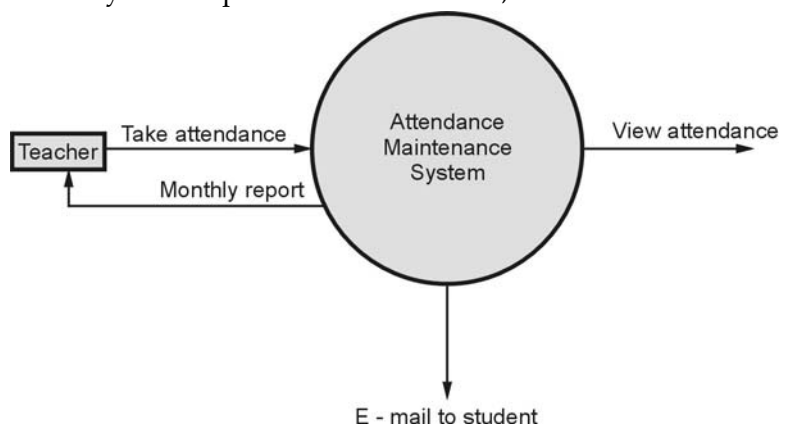 Teacher
Take attendance
Monthly report
Attendance
Maintenance
System
View attendance
E - mail to student